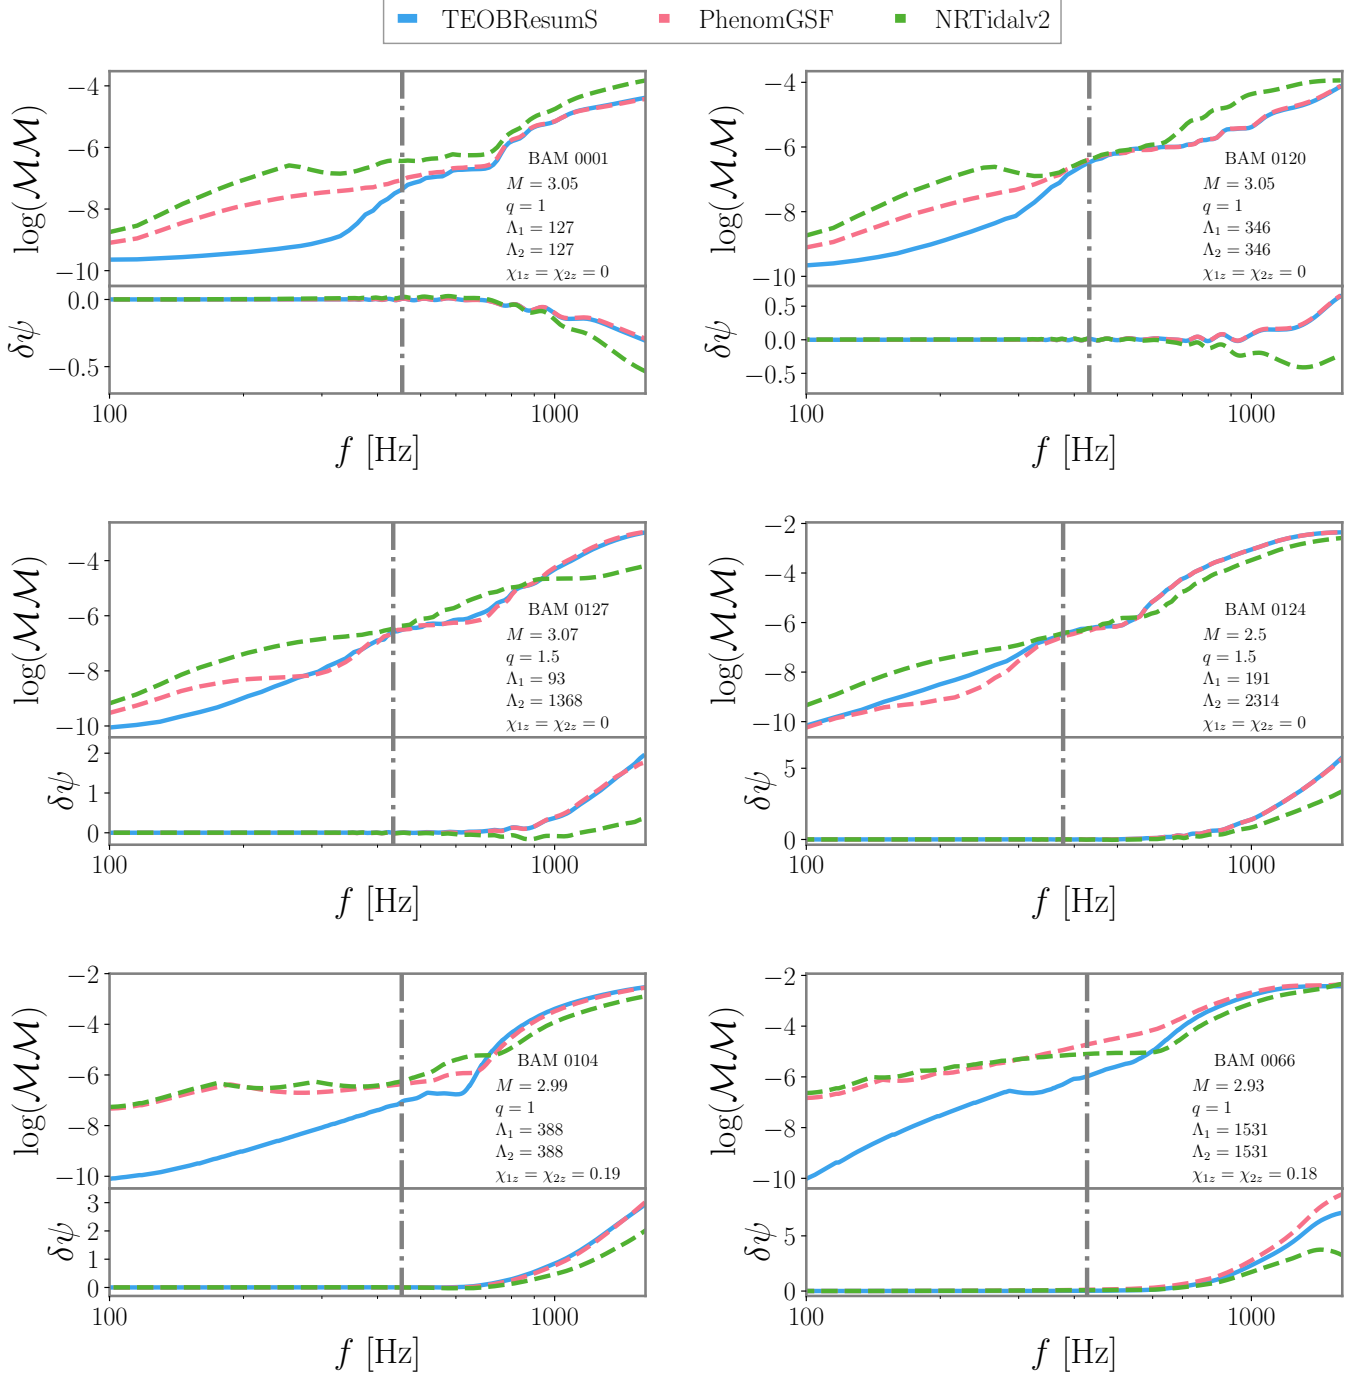 TEOBResumS PhenomGSF NRTidalv2
log(MM)
−4
−6
−8
−10
BAM 0001
M = 3.05
q = 1
Λ1 = 127
Λ2 = 127
χ1z = χ2z = 0
δψ
0.0
−0.5
100 1000
f [Hz]
log(MM)
−4
−6
−8
−10
BAM 0120
M = 3.05
q = 1
Λ1 = 346
Λ2 = 346
χ1z = χ2z = 0
δψ
0.5
0.0
−0.5
100 1000
f [Hz]
log(MM)
−4
−6
−8
−10
BAM 0127
M = 3.07
q = 1.5
Λ1 = 93
Λ2 = 1368
χ1z = χ2z = 0
δψ
2
1
0
100 1000
f [Hz]
log(MM)
−2
−4
−6
−8
−10
BAM 0124
M = 2.5
q = 1.5
Λ1 = 191
Λ2 = 2314
χ1z = χ2z = 0
δψ
5
0
100 1000
f [Hz]
log(MM)
−2
−4
−6
−8
−10
BAM 0104
M = 2.99
q = 1
Λ1 = 388
Λ2 = 388
χ1z = χ2z = 0.19
δψ
3
2
1
0
100 1000
f [Hz]
log(MM)
−2
−4
−6
−8
−10
BAM 0066
M = 2.93
q = 1
Λ1 = 1531
Λ2 = 1531
χ1z = χ2z = 0.18
δψ
5
0
100 1000
f [Hz]